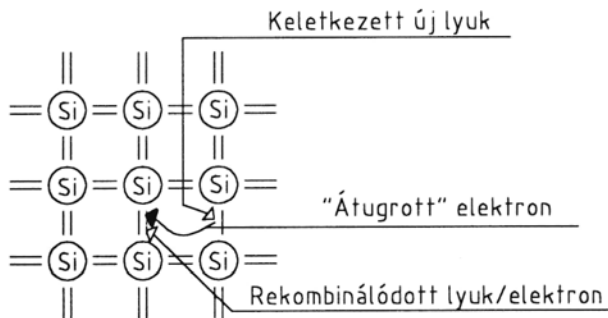 Keletkezett új lyuk
Si Si Si
Si Si Si
"Átugrott" elektron
Si Si Si
Rekombinálódott lyuk/elektron